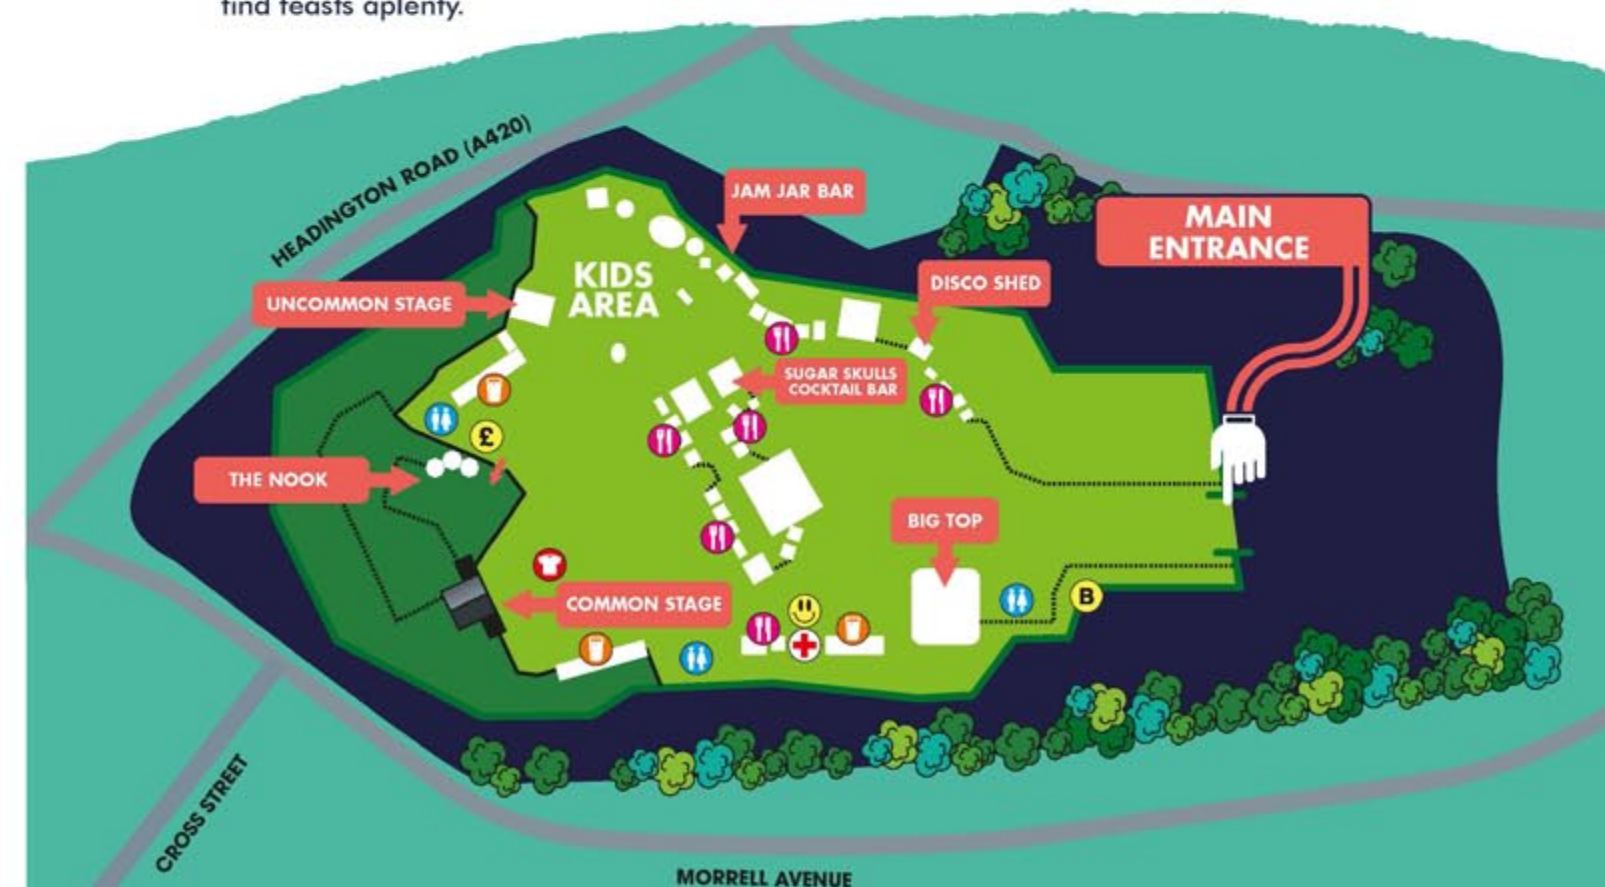 find feasts aplenty.
HEADINGTON ROAD (A420)
JAM JAR BAR
MAIN
ENTRANCE
KIDS
AREA
DISCO SHED
UNCOMMON STAGE
SUGAR SKULLS
COCKTAIL BAR
£
THE NOOK
BIG TOP
COMMON STAGE
B
CROSS STREET
MORRELL AVENUE